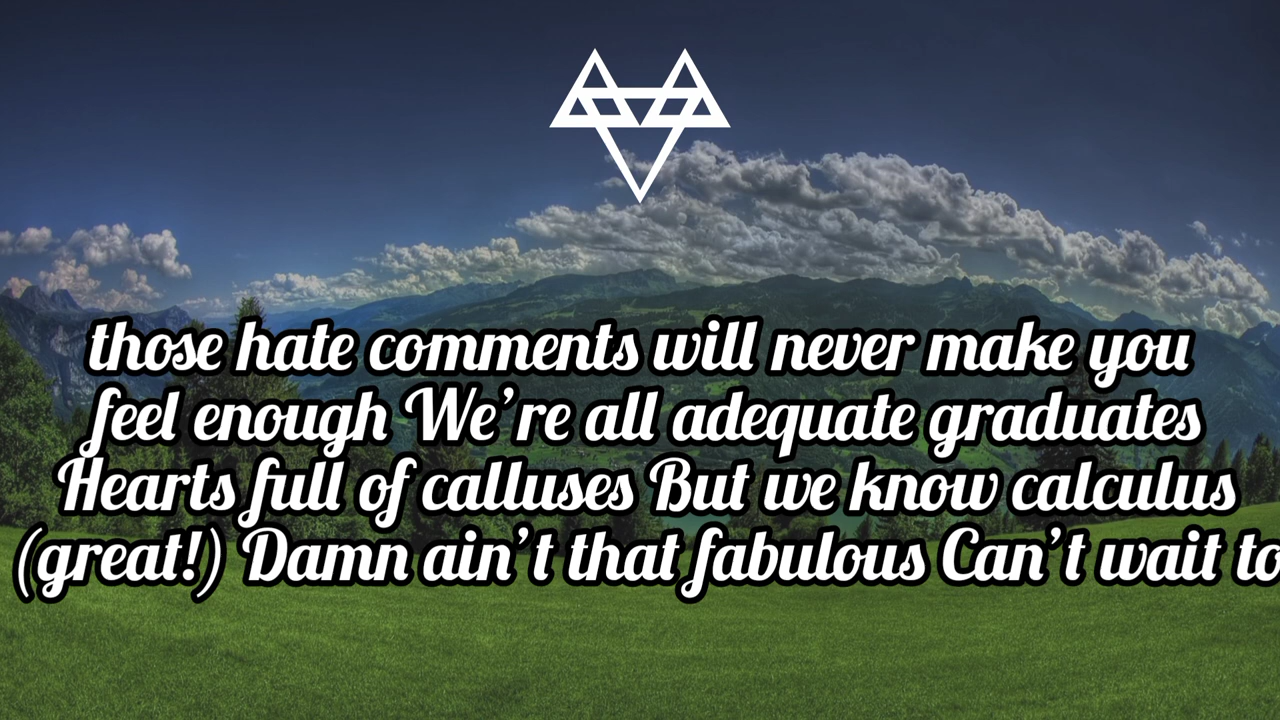 those hate comments will never make you
feel enough We’re all adequate graduates
Hearts full of calluses But we know calculus
(great!) Damn ain’t that fabulous Can’t wait to